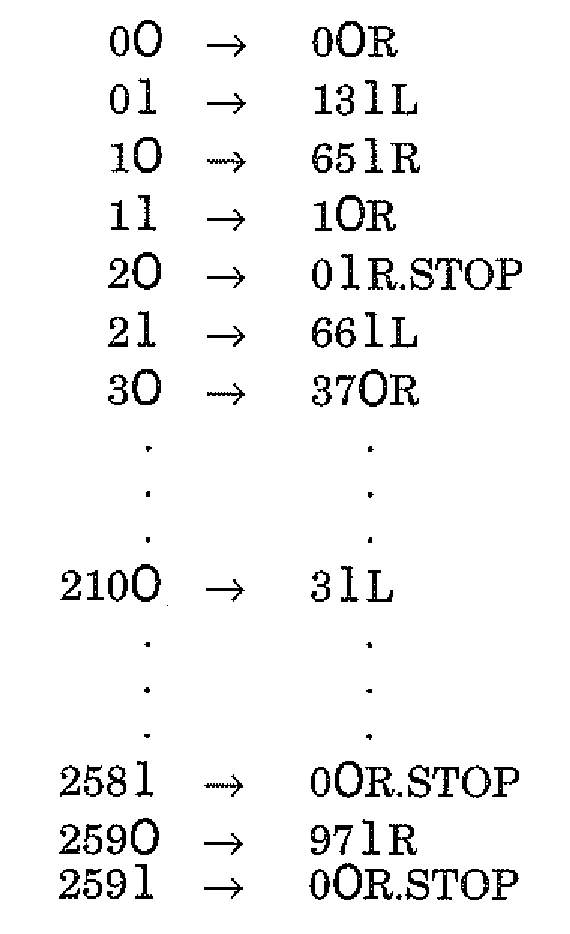 00 → 00R
01 → 131L
10 → 651R
11 → 10R
20 → 01R.STOP
21 → 661L
30 → 370R
. .
. .
. .
2100 → 31L
. .
. .
. .
2581 → 00R.STOP
2590 → 971R
2591 → 00R.STOP